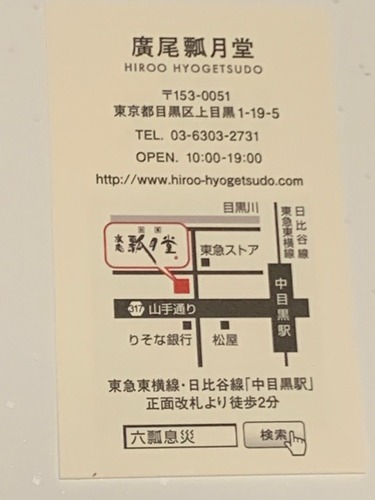 廣尾瓢月堂
HIROO HYOGETSUDO
〒153-0051
東京都目黒区上目黒1-19-5
TEL. 03-6303-2731
OPEN. 10:00-19:00
http://www.hiroo-hyogetsudo.com
目黒川
日比谷線
東急東横線
瓢月堂
東急ストア
中目黒駅
317 山手通り
りそな銀行
松屋
東急東横線・日比谷線「中目黒駅」
正面改札より徒歩2分
六瓢息災
検索